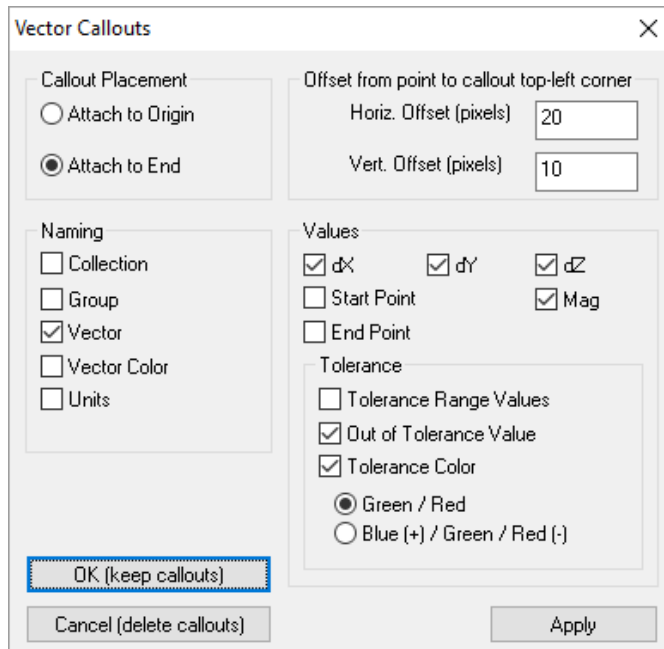 Vector Callouts
Callout Placement
Attach to Origin
Attach to End
Offset from point to callout top-left corner
Horiz. Offset (pixels) 20
Vert. Offset (pixels) 10
Naming
Collection
Group
Vector
Vector Color
Units
Values
dX dY dZ
Start Point Mag
End Point
Tolerance
Tolerance Range Values
Out of Tolerance Value
Tolerance Color
Green / Red
Blue (+) / Green / Red (-)
OK (keep callouts)
Cancel (delete callouts)
Apply